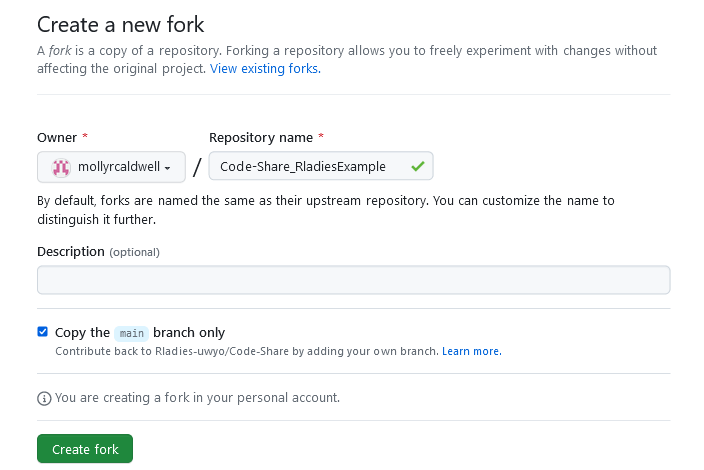 Create a new fork
A fork is a copy of a repository. Forking a repository allows you to freely experiment with changes without
affecting the original project. View existing forks.
Owner * Repository name *
mollyrcaldwell / Code-Share_RladiesExample
By default, forks are named the same as their upstream repository. You can customize the name to
distinguish it further.
Description (optional)
Copy the main branch only
Contribute back to Rladies-uwyo/Code-Share by adding your own branch. Learn more.
You are creating a fork in your personal account.
Create fork